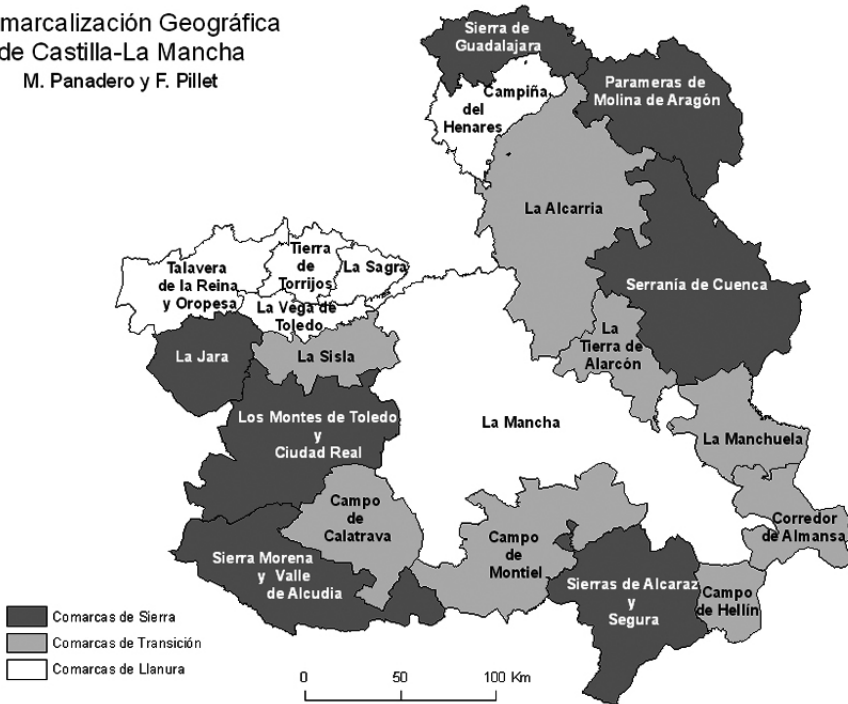 marcalización Geográfica
de Castilla-La Mancha
M. Panadero y F. Pillet
Sierra de
Guadalajara
Parameras de
Molina de Aragón
Campiña
del
Henares
La Alcarria
Tierra
de
Torrijos
La Sagra
Talavera
de la Reina
y Oropesa
La Vega de
Toledo
Serranía de Cuenca
La Jara
La Sisla
La
Tierra de
Alarcón
Los Montes de Toledo
y
Ciudad Real
La Mancha
La Manchuela
Campo
de
Calatrava
Corredor
de Almansa
Campo
de
Montiel
Sierra Morena
y Valle
de Alcudia
Sierras de Alcaraz
y
Segura
Campo
de Hellín
Comarcas de Sierra
Comarcas de Transición
Comarcas de Llanura
0 50 100 Km